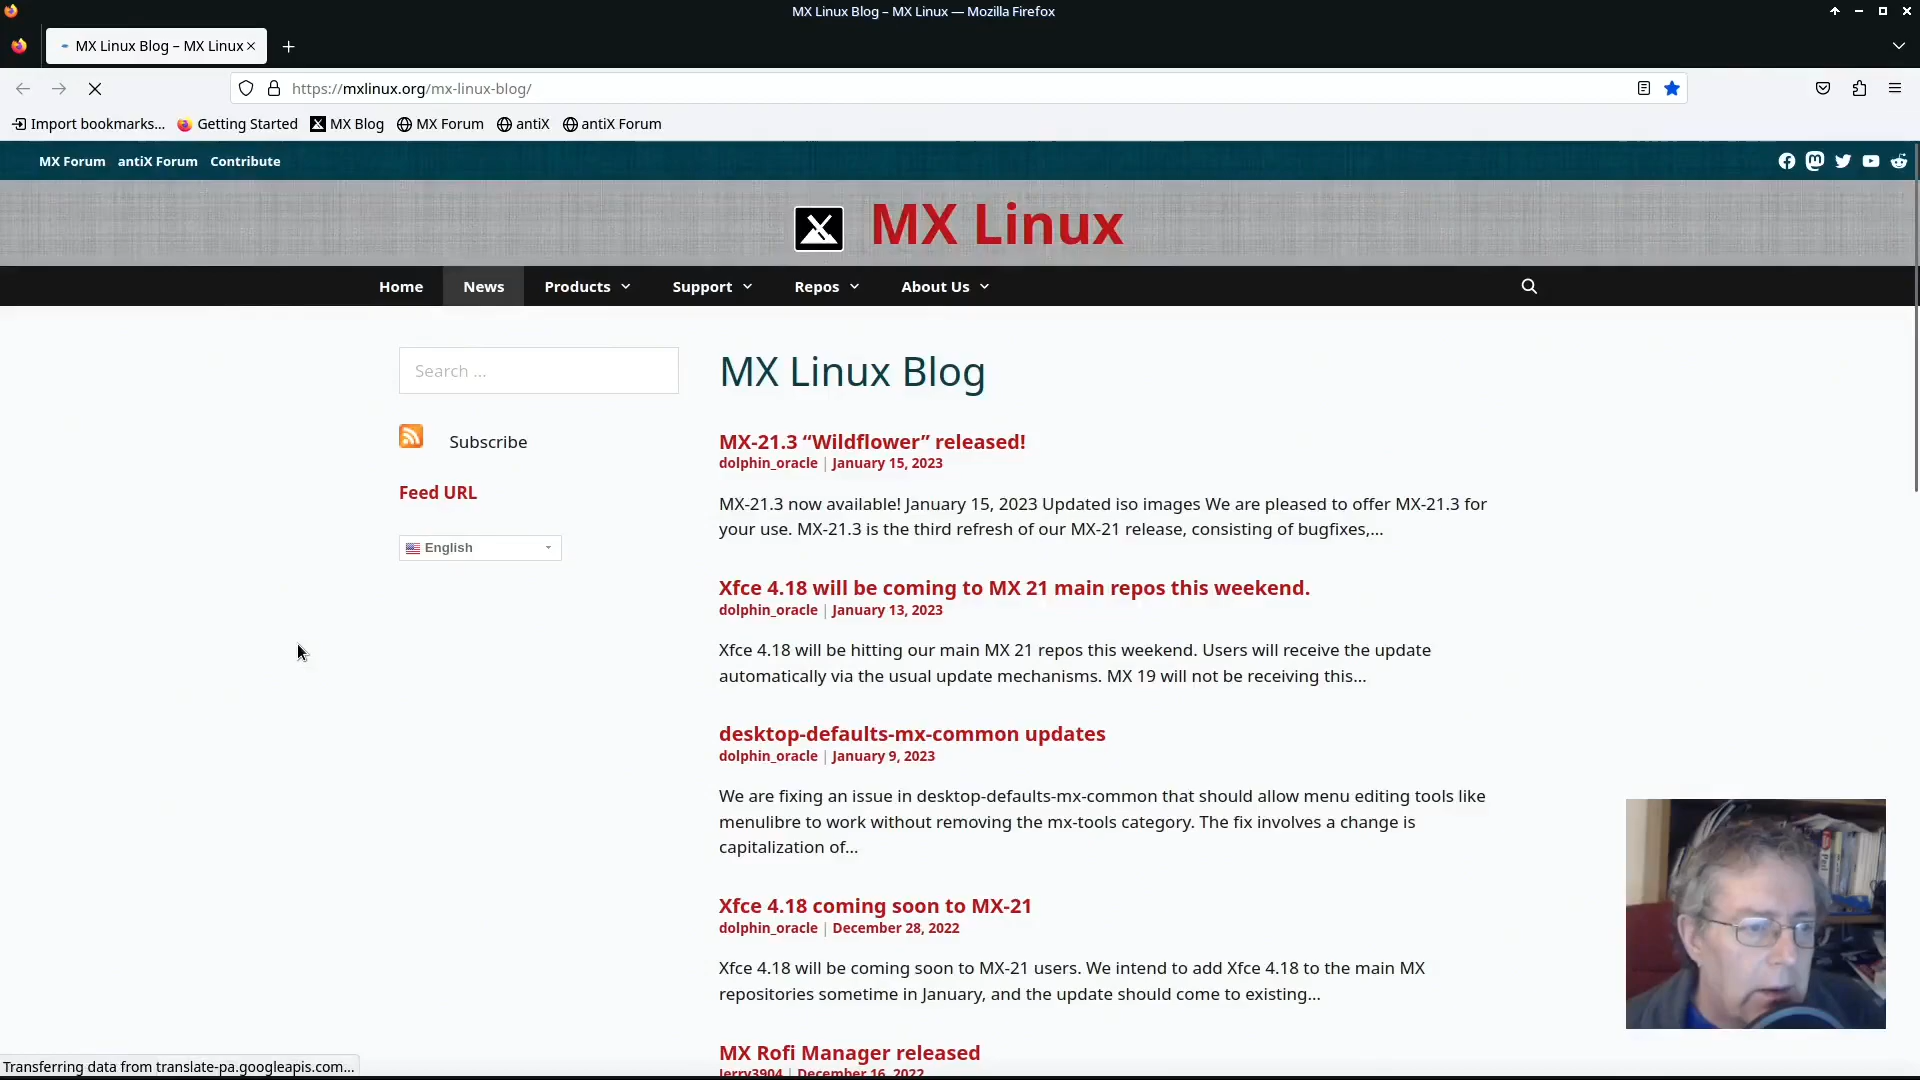 MX Linux Blog – MX Linux — Mozilla Firefox
MX Linux Blog – MX Linux
https://mxlinux.org/mx-linux-blog/
Import bookmarks...
Getting Started
MX Blog
MX Forum
antiX
antiX Forum
MX Forum
antiX Forum
Contribute
MX Linux
Home
News
Products
Support
Repos
About Us
Search ...
Subscribe
Feed URL
English
MX Linux Blog
MX-21.3 “Wildflower” released!
dolphin_oracle | January 15, 2023
MX-21.3 now available! January 15, 2023 Updated iso images We are pleased to offer MX-21.3 for
your use. MX-21.3 is the third refresh of our MX-21 release, consisting of bugfixes,...
Xfce 4.18 will be coming to MX 21 main repos this weekend.
dolphin_oracle | January 13, 2023
Xfce 4.18 will be hitting our main MX 21 repos this weekend. Users will receive the update
automatically via the usual update mechanisms. MX 19 will not be receiving this...
desktop-defaults-mx-common updates
dolphin_oracle | January 9, 2023
We are fixing an issue in desktop-defaults-mx-common that should allow menu editing tools like
menulibre to work without removing the mx-tools category. The fix involves a change is
capitalization of...
Xfce 4.18 coming soon to MX-21
dolphin_oracle | December 28, 2022
Xfce 4.18 will be coming soon to MX-21 users. We intend to add Xfce 4.18 to the main MX
repositories sometime in January, and the update should come to existing...
MX Rofi Manager released
Jerry3904 | December 16, 2022
Transferring data from translate-pa.googleapis.com...